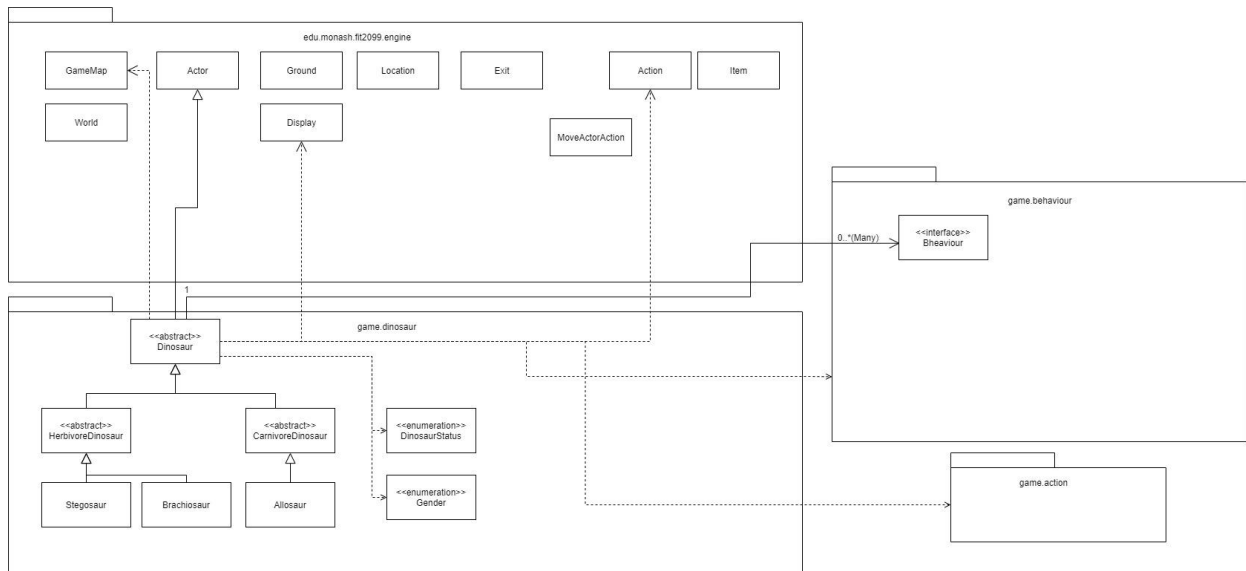 edu.monash.fit2099.engine
GameMap
Actor
Ground
Location
Exit
Action
Item
World
Display
MoveActorAction
game.behaviour
<<interface>>
Bheaviour
0..*(Many)
1
game.dinosaur
<<abstract>>
Dinosaur
<<abstract>>
HerbivoreDinosaur
<<abstract>>
CarnivoreDinosaur
<<enumeration>>
DinosaurStatus
Stegosaur
Brachiosaur
Allosaur
<<enumeration>>
Gender
game.action